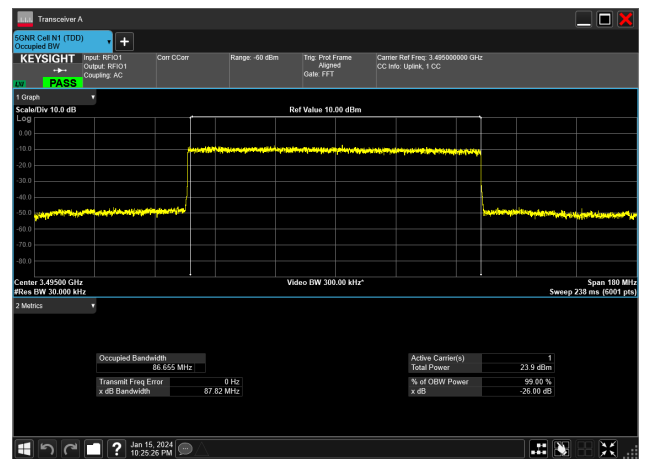 Transceiver A
5GNR Cell N1 (TDD)
Occupied BW
+
KEYSIGHT
Input: RFIO1
Output: RFIO1
Coupling: AC
Corr CCorr
Range: -60 dBm
Trig: Prot Frame
Aligned
Gate: FFT
Carrier Ref Freq: 3.495000000 GHz
CC Info: Uplink, 1 CC
PASS
1 Graph
Scale/Div 10.0 dB
Ref Value 10.00 dBm
Log
0.00
-10.0
-20.0
-30.0
-40.0
-50.0
-60.0
-70.0
-80.0
Center 3.49500 GHz
Video BW 300.00 kHz*
Span 180 MHz
#Res BW 30.000 kHz
Sweep 238 ms (6001 pts)
2 Metrics
Occupied Bandwidth
86.655 MHz
Active Carrier(s) 1
Total Power 23.9 dBm
Transmit Freq Error 0 Hz
x dB Bandwidth 87.82 MHz
% of OBW Power 99.00 %
x dB -26.00 dB
?
Jan 15, 2024
10:25:26 PM